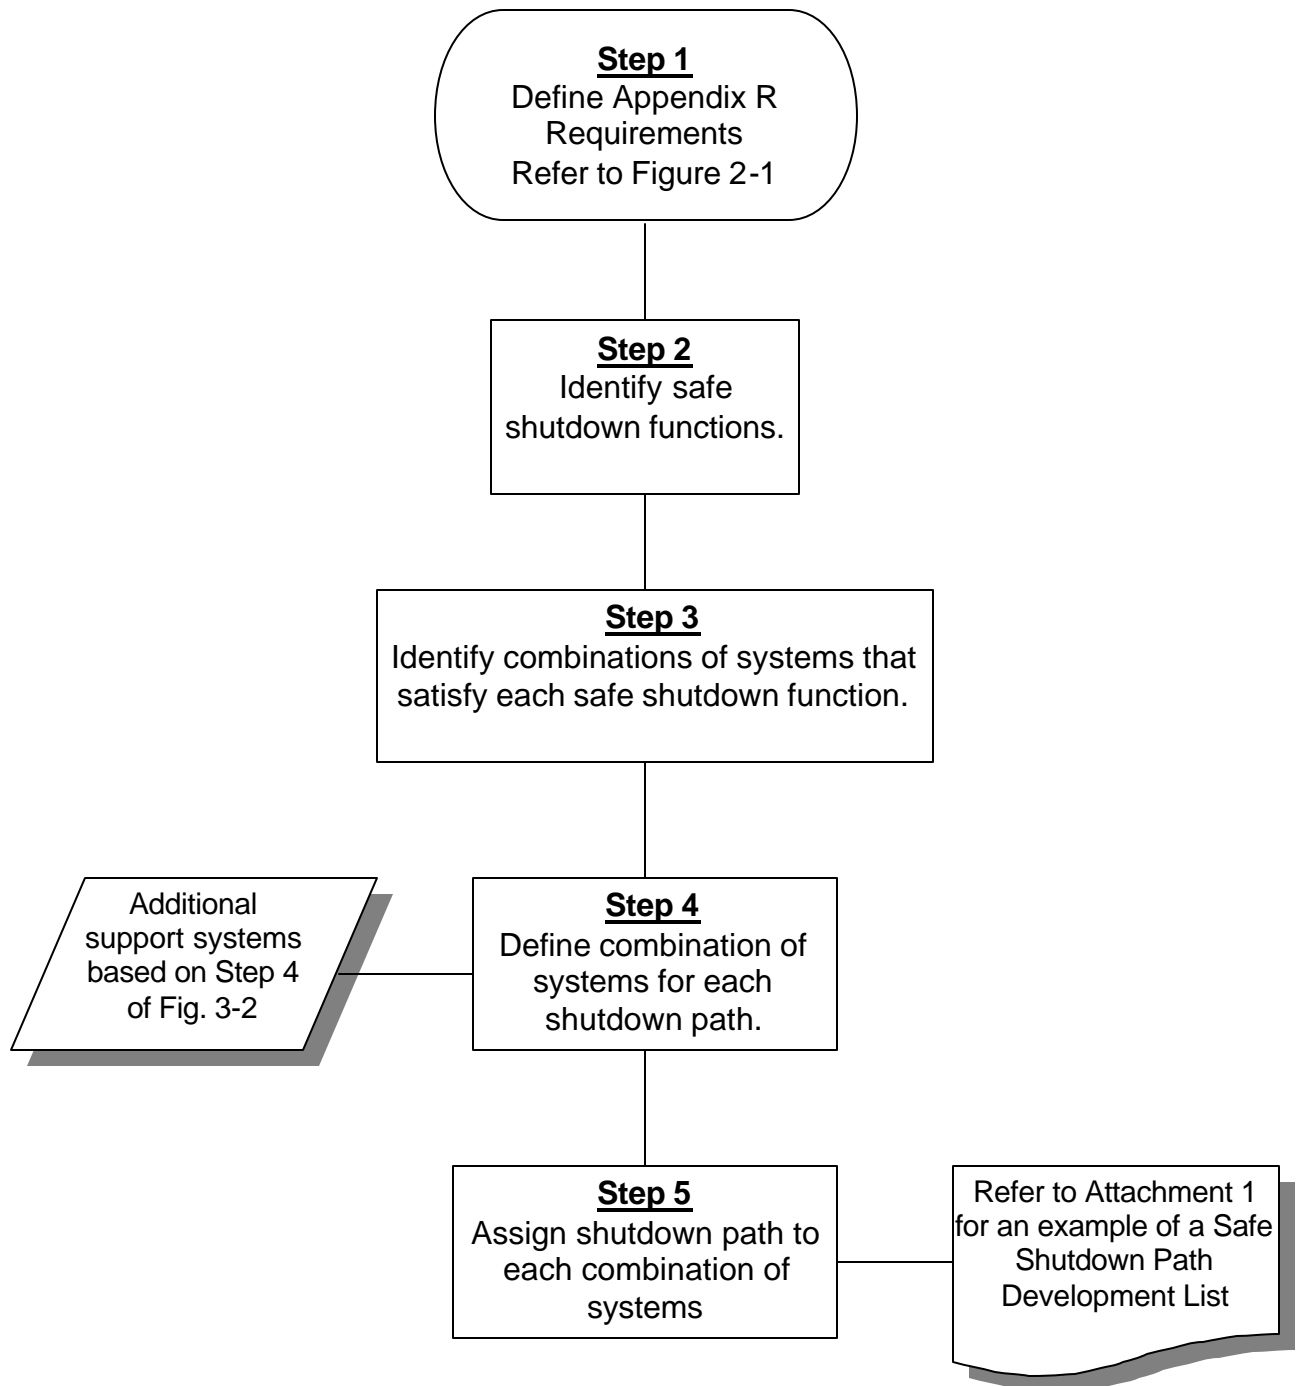 Step 1
Define Appendix R
Requirements
Refer to Figure 2-1
Step 2
Identify safe
shutdown functions.
Step 3
Identify combinations of systems that
satisfy each safe shutdown function.
Additional
support systems
based on Step 4
of Fig. 3-2
Step 4
Define combination of
systems for each
shutdown path.
Step 5
Assign shutdown path to
each combination of
systems
Refer to Attachment 1
for an example of a Safe
Shutdown Path
Development List